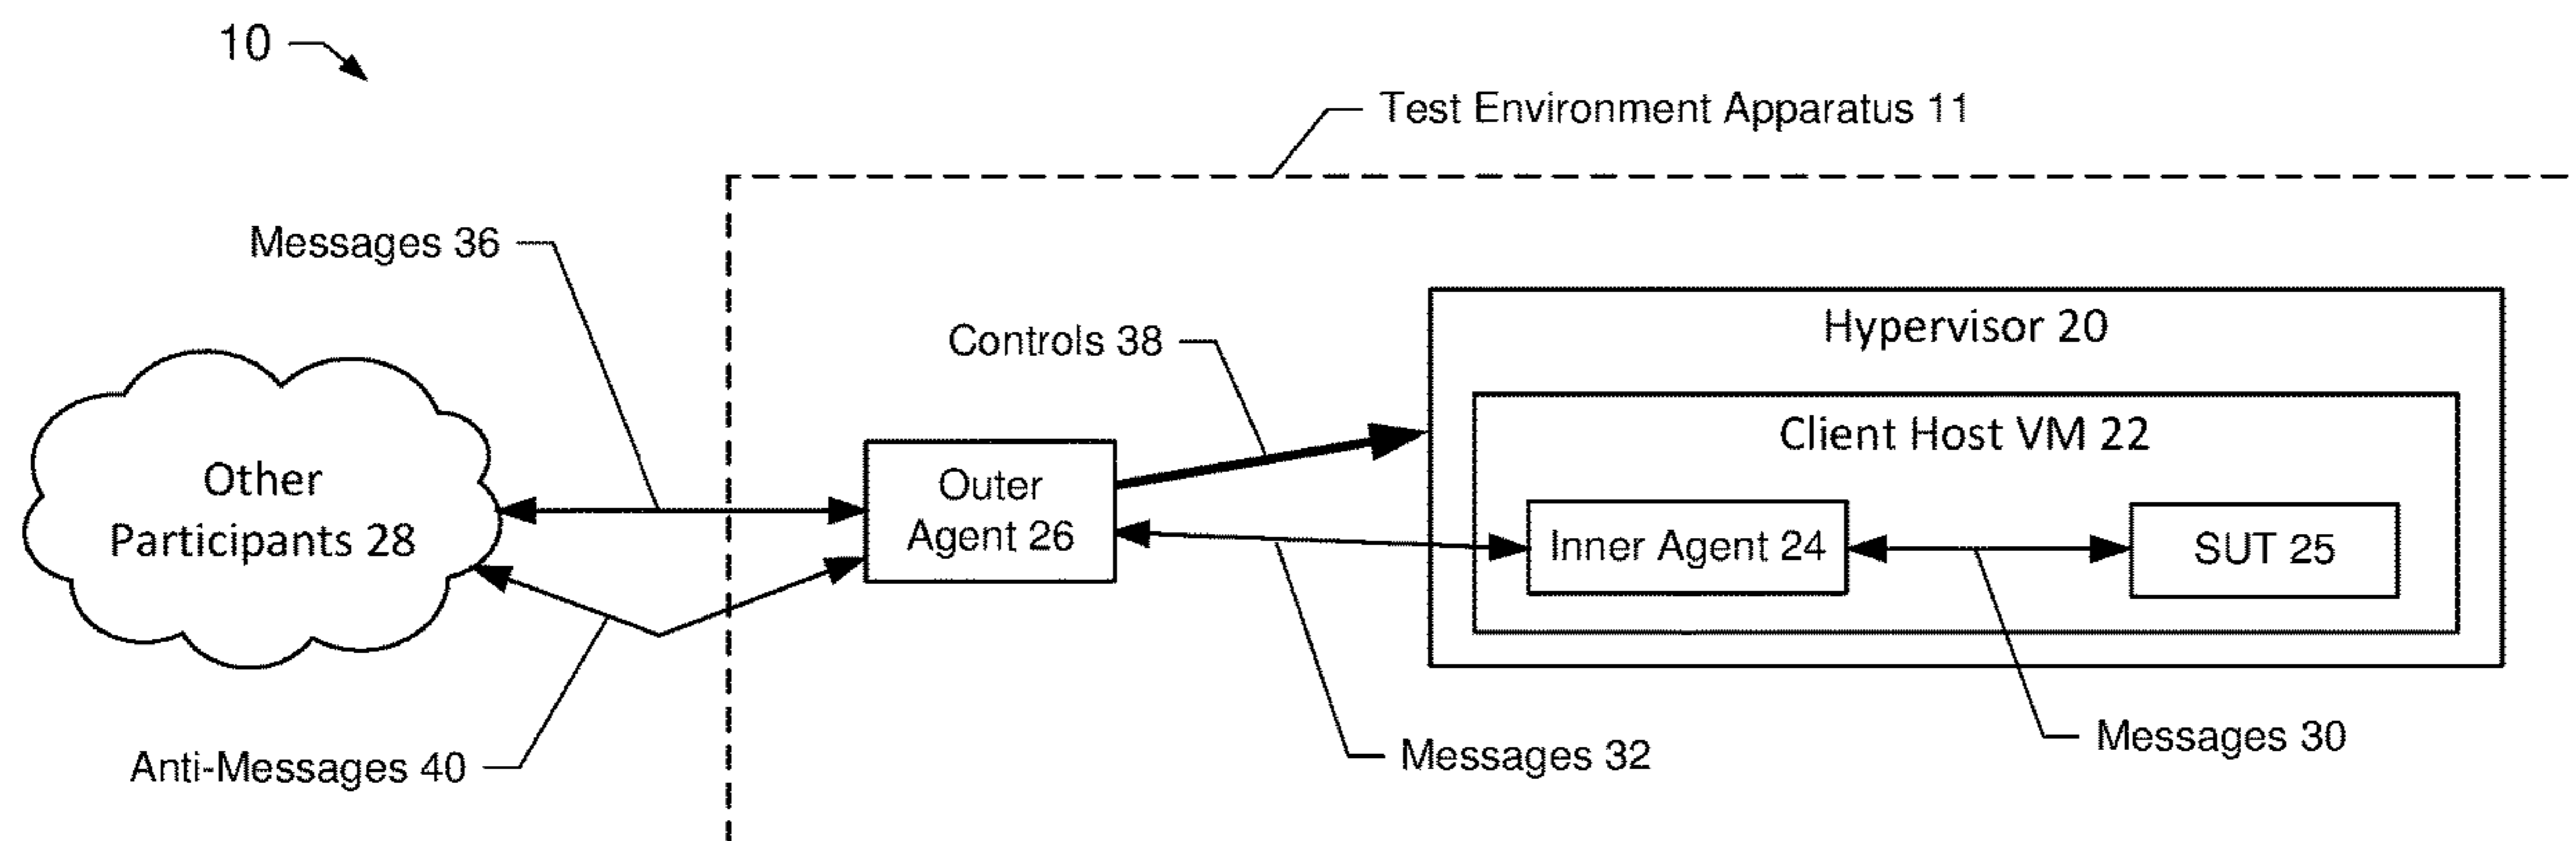 10
Test Environment Apparatus 11
Messages 36
Hypervisor 20
Controls 38
Client Host VM 22
Other
Participants 28
Outer
Agent 26
Inner Agent 24
SUT 25
Anti-Messages 40
Messages 32
Messages 30